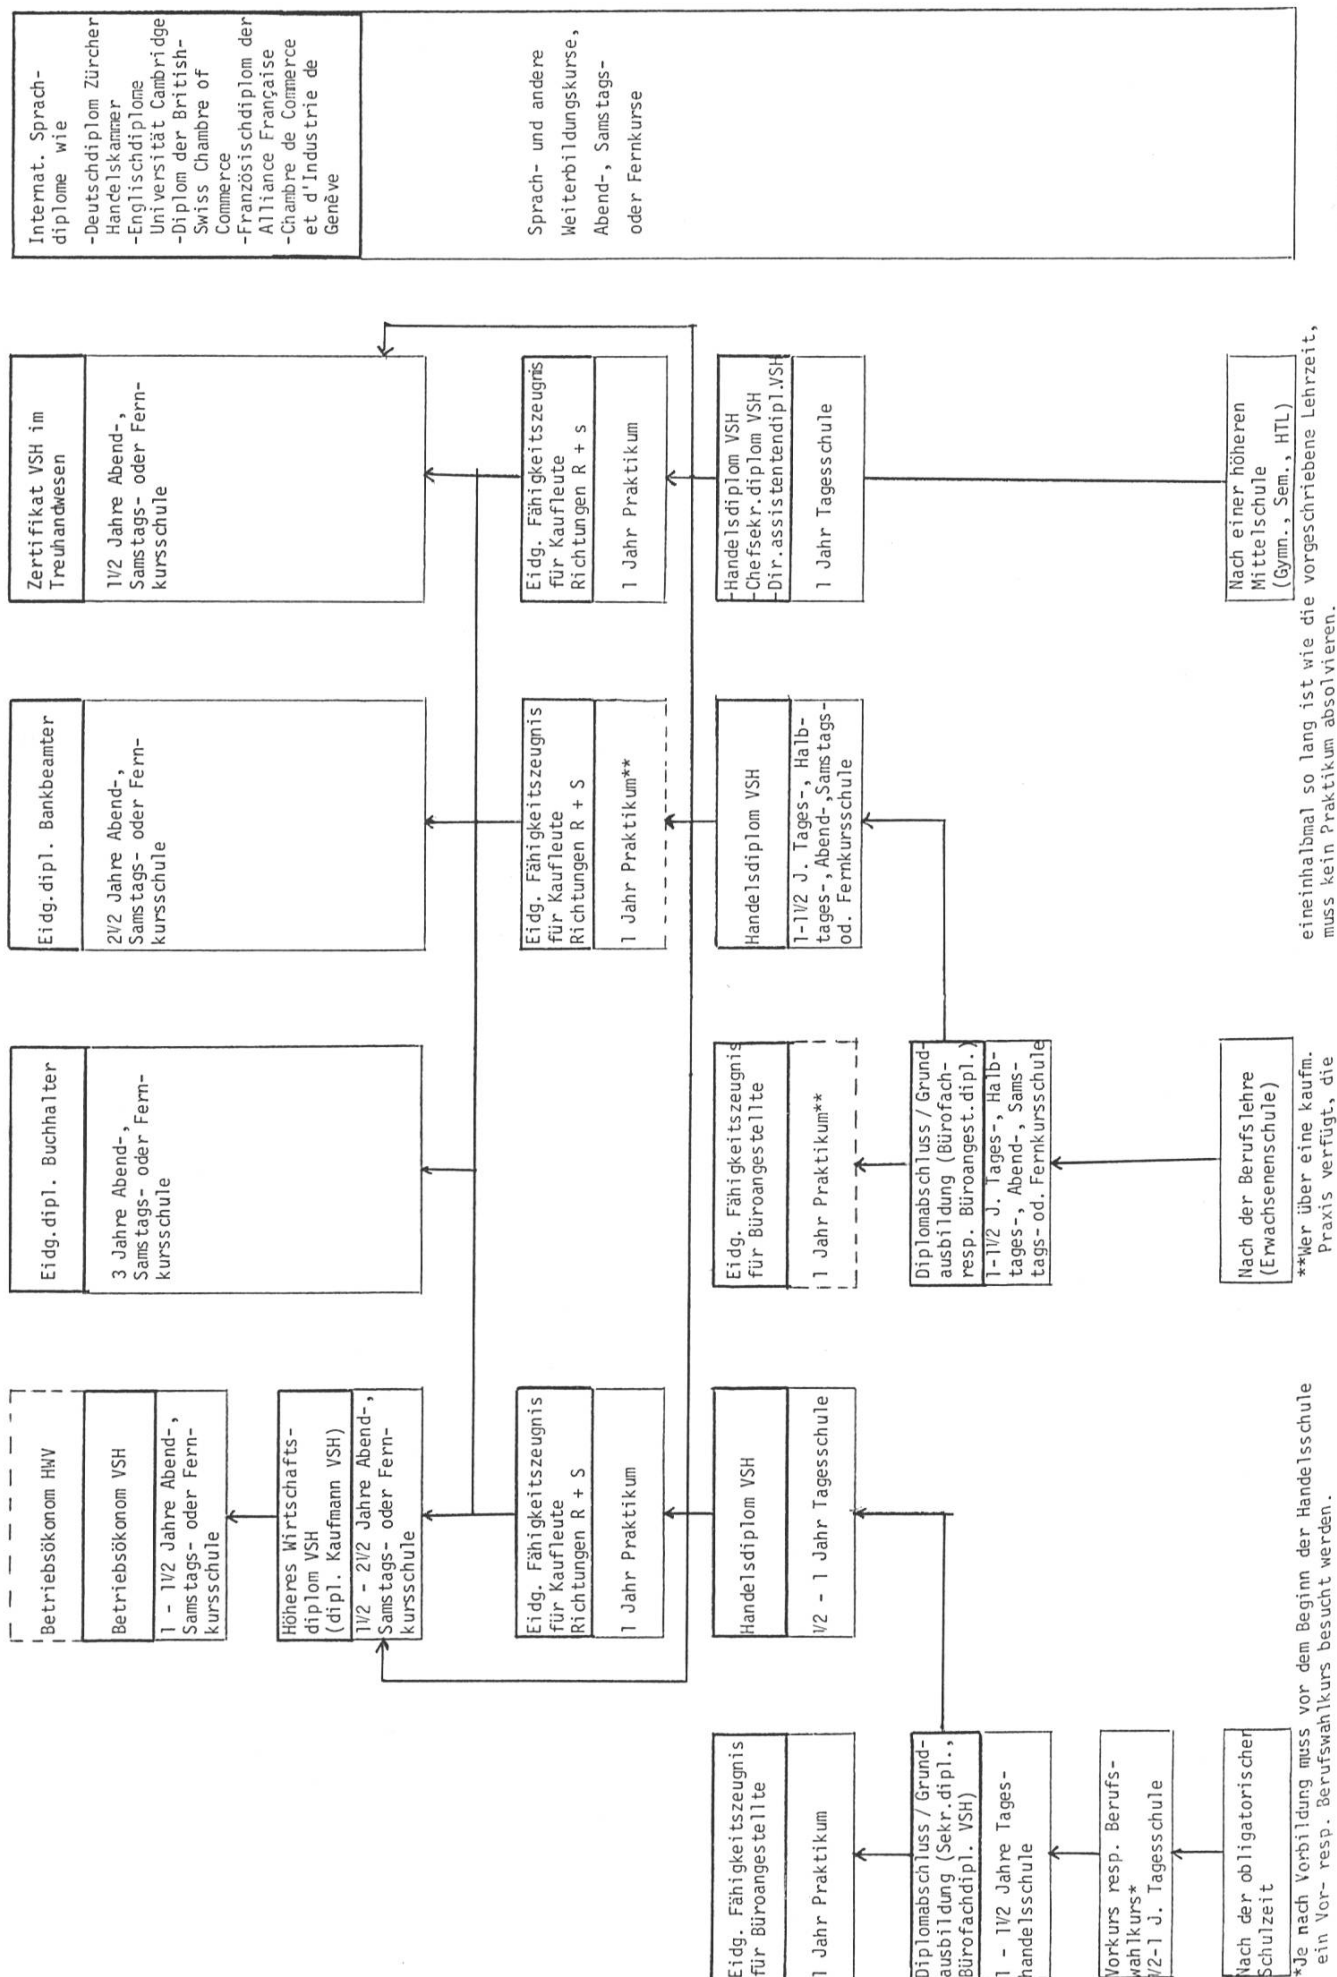 Betriebsökonom HWV
Betriebsökonom VSH
1 - 1 1/2 Jahre Abend-,
Samstags- oder Fern-
kursschule
Höheres Wirtschafts-
diplom VSH
(dipl. Kaufmann VSH)
1 1/2 - 2 1/2 Jahre Abend-,
Samstags- oder Fern-
kursschule
Eidg. Fähigkeitszeugnis
für Kaufleute
Richtungen R + S
1 Jahr Praktikum
Handelsdiplom VSH
1/2 - 1 Jahr Tagesschule
Eidg. Fähigkeitszeugnis
für Büroangestellte
1 Jahr Praktikum
Diplomabschluss / Grund-
ausbildung (Sekr.dipl.,
Bürofachdipl. VSH)
1 - 1 1/2 Jahre Tages-
handelsschule
Vorkurs resp. Berufs-
wahlkurs*
1/2-1 J. Tagesschule
Nach der obligatorischen
Schulzeit
Eidg.dipl. Buchhalter
3 Jahre Abend-,
Samstags- oder Fern-
kursschule
Eidg. Fähigkeitszeugnis
für Büroangestellte
1 Jahr Praktikum**
Diplomabschluss / Grund-
ausbildung (Bürofach-
resp. Büroangest.dipl.)
1-1 1/2 J. Tages-, Halb-
tages-, Abend-, Sams-
tags- od. Fernkursschule
Nach der Berufslehre
(Erwachsenenschule)
Eidg.dipl. Bankbeamter
2 1/2 Jahre Abend-,
Samstags- oder Fern-
kursschule
Eidg. Fähigkeitszeugnis
für Kaufleute
Richtungen R + S
1 Jahr Praktikum**
Handelsdiplom VSH
1-1 1/2 J. Tages-, Halb-
tages-, Abend-,Samstags-
od. Fernkursschule
Zertifikat VSH im
Treuhandwesen
1 1/2 Jahre Abend-,
Samstags- oder Fern-
kursschule
Eidg. Fähigkeitszeugnis
für Kaufleute
Richtungen R + s
1 Jahr Praktikum
-Handelsdiplom VSH
-Chefsekr.diplom VSH
-Dir.assistentendipl.VSH
1 Jahr Tagesschule
Nach einer höheren
Mittelschule
(Gymn., Sem., HTL)
Internat. Sprach-
diplome wie
-Deutschdiplom Zürcher
Handelskammer
-Englischdiplome
Universität Cambridge
-Diplom der British-
Swiss Chambre of
Commerce
-Französischdiplom der
Alliance Française
-Chambre de Commerce
et d'Industrie de
Genève
Sprach- und andere
Weiterbildungskurse,
Abend-, Samstags-
oder Fernkurse
*Je nach Vorbildung muss vor dem Beginn der Handelsschule
ein Vor- resp. Berufswahlkurs besucht werden.
**Wer über eine kaufm.
Praxis verfügt, die
eineinhalbmal so lang ist wie die vorgeschriebene Lehrzeit,
muss kein Praktikum absolvieren.